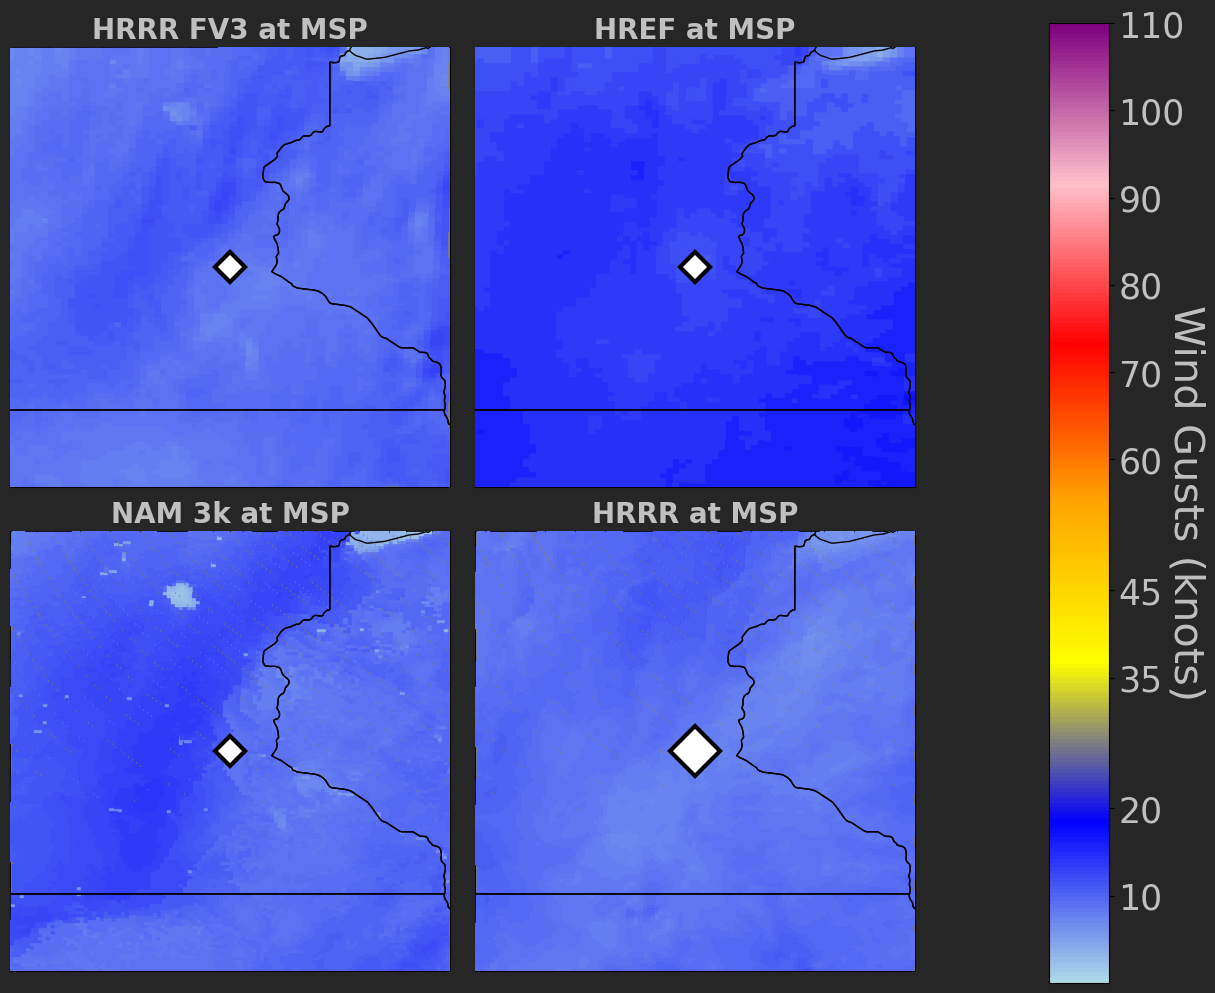 HRRR FV3 at MSP
HREF at MSP
NAM 3k at MSP
HRRR at MSP
110
100
90
80
70
60
45
35
20
10
Wind Gusts (knots)